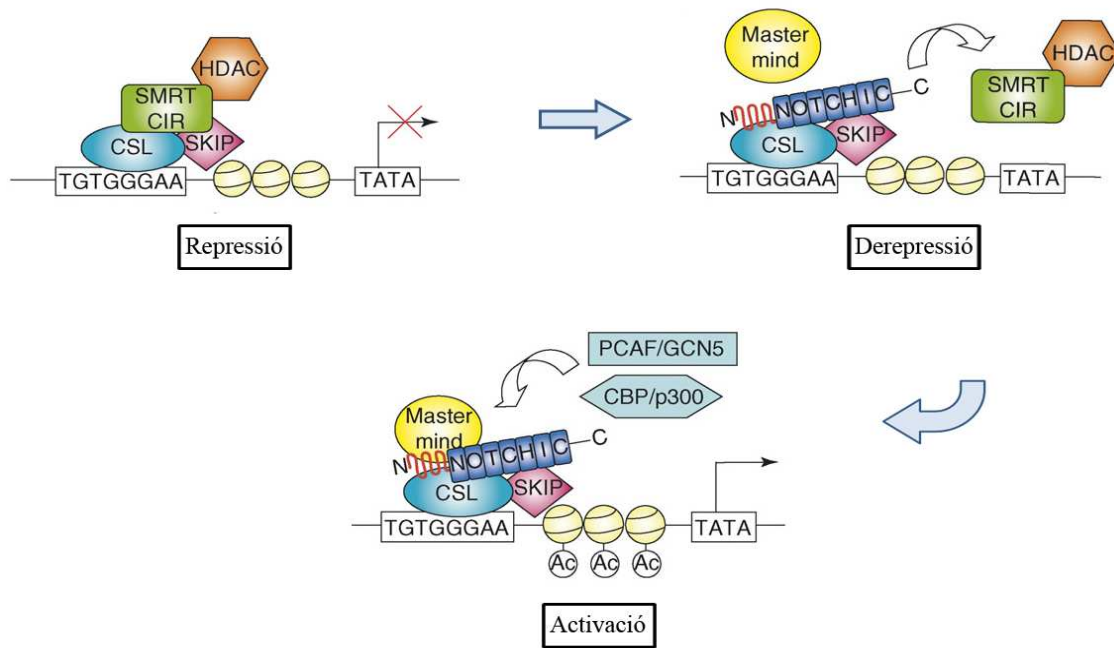 HDAC
SMRT
CIR
CSL
SKIP
TGTGGGAA
TATA
Repressió
Master
mind
N
NOTCHIC
C
CSL
SKIP
TGTGGGAA
TATA
HDAC
SMRT
CIR
Derepressió
PCAF/GCN5
CBP/p300
Master
mind
N
NOTCHIC
C
CSL
SKIP
TGTGGGAA
TATA
Ac Ac Ac
Activació